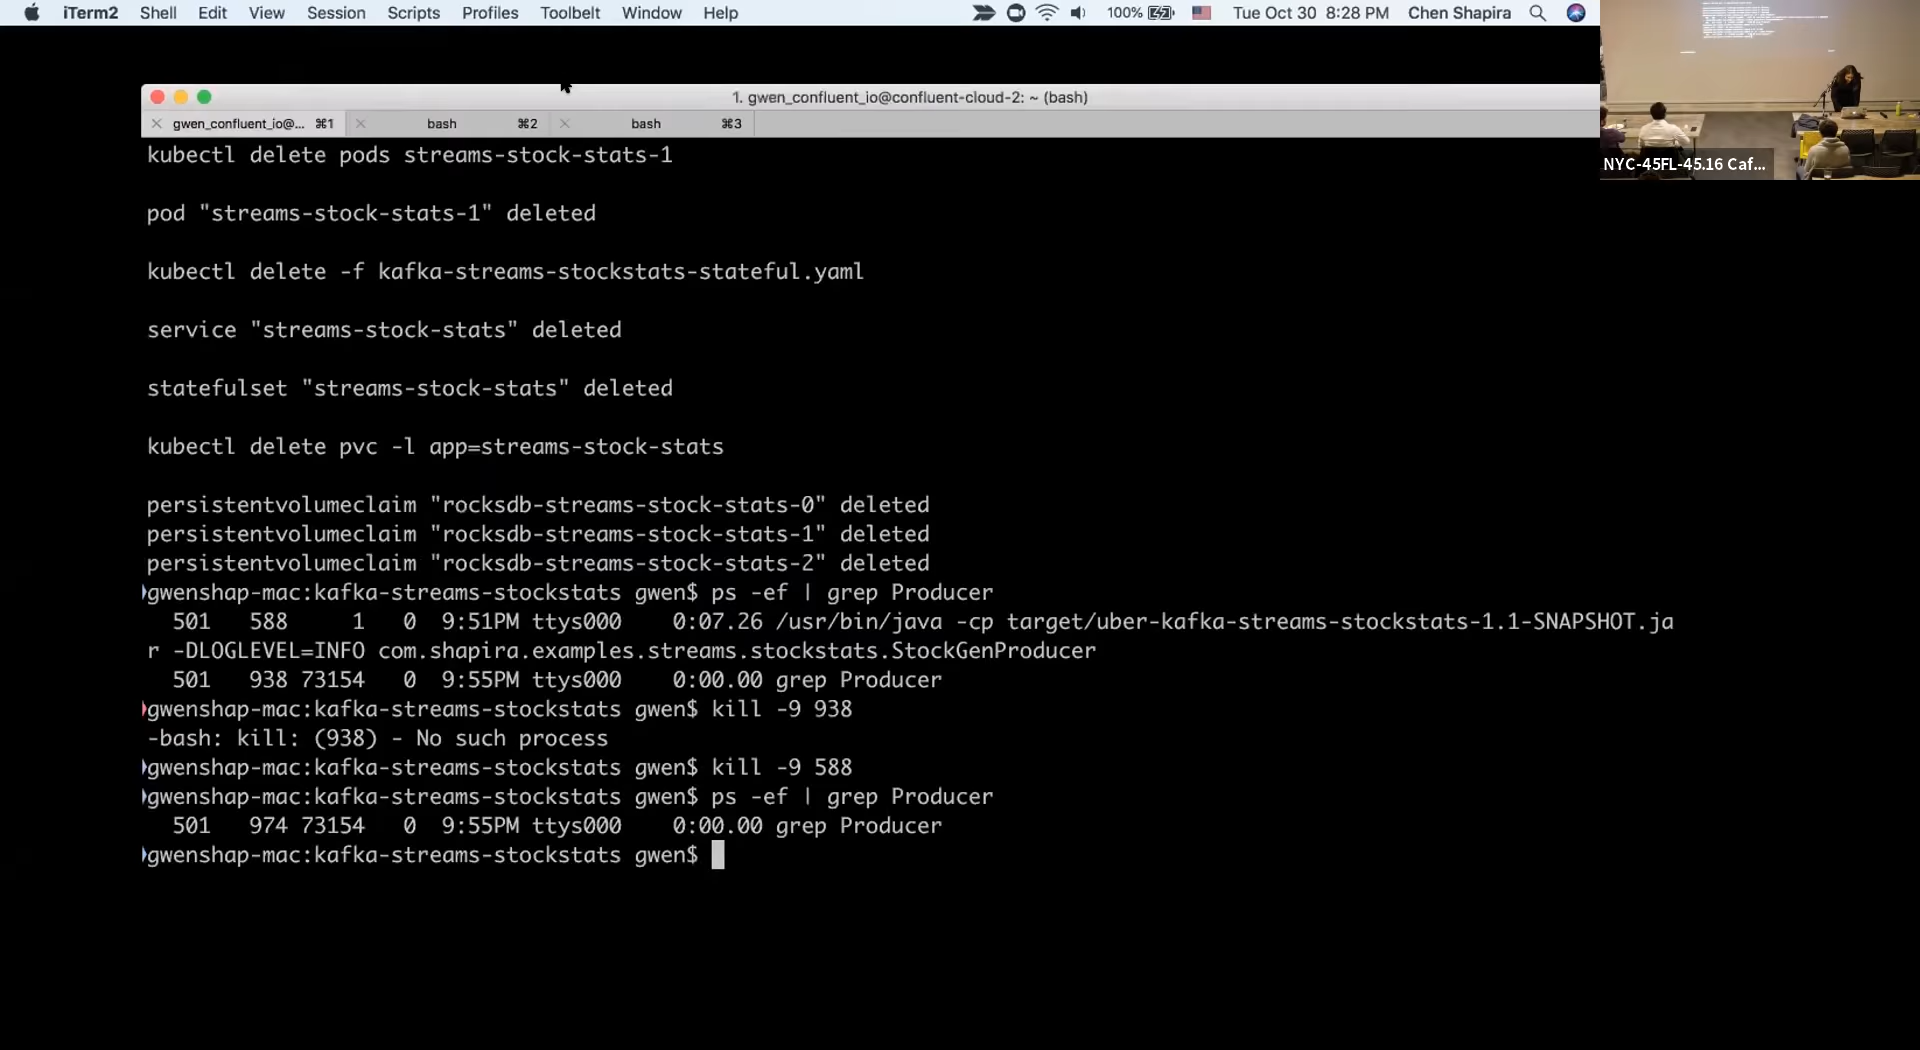 iTerm2 Shell Edit View Session Scripts Profiles Toolbelt Window Help 100% Tue Oct 30 8:28 PM Chen Shapira
1. gwen_confluent_io@confluent-cloud-2: ~ (bash)
gwen_confluent_io@... ⌘1 bash ⌘2 bash ⌘3
NYC-45FL-45.16 Caf...
kubectl delete pods streams-stock-stats-1
pod "streams-stock-stats-1" deleted
kubectl delete -f kafka-streams-stockstats-stateful.yaml
service "streams-stock-stats" deleted
statefulset "streams-stock-stats" deleted
kubectl delete pvc -l app=streams-stock-stats
persistentvolumeclaim "rocksdb-streams-stock-stats-0" deleted
persistentvolumeclaim "rocksdb-streams-stock-stats-1" deleted
persistentvolumeclaim "rocksdb-streams-stock-stats-2" deleted
gwenshap-mac:kafka-streams-stockstats gwen$ ps -ef | grep Producer
501 588 1 0 9:51PM ttys000 0:07.26 /usr/bin/java -cp target/uber-kafka-streams-stockstats-1.1-SNAPSHOT.ja
r -DLOGLEVEL=INFO com.shapira.examples.streams.stockstats.StockGenProducer
501 938 73154 0 9:55PM ttys000 0:00.00 grep Producer
gwenshap-mac:kafka-streams-stockstats gwen$ kill -9 938
-bash: kill: (938) - No such process
gwenshap-mac:kafka-streams-stockstats gwen$ kill -9 588
gwenshap-mac:kafka-streams-stockstats gwen$ ps -ef | grep Producer
501 974 73154 0 9:55PM ttys000 0:00.00 grep Producer
gwenshap-mac:kafka-streams-stockstats gwen$